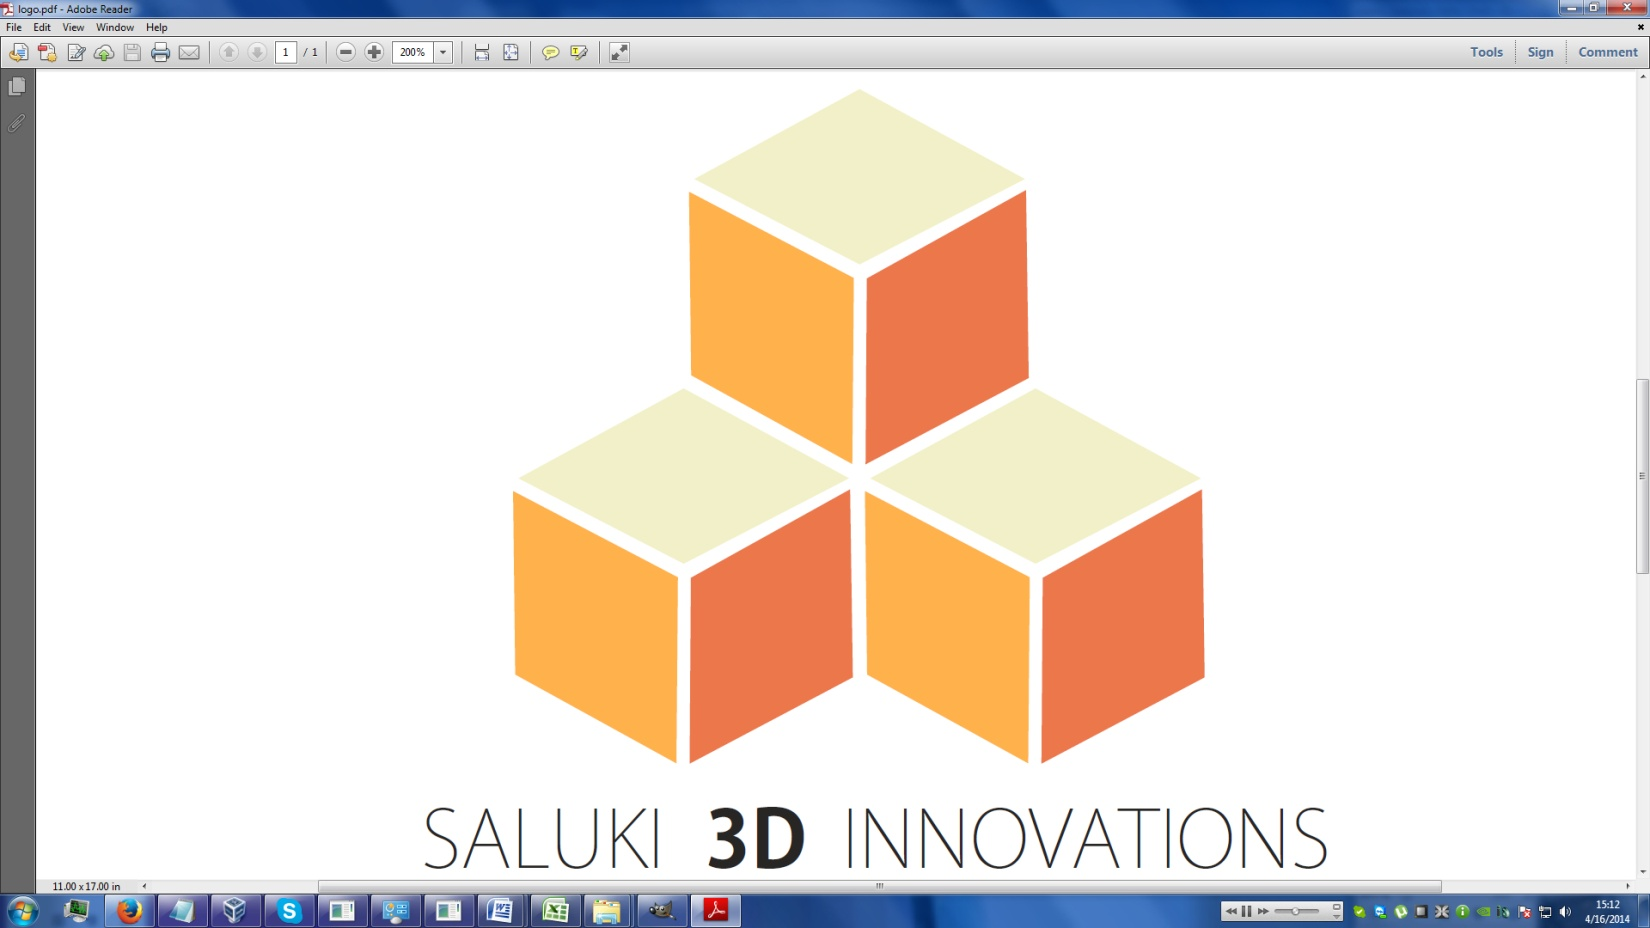 logo.pdf - Adobe Reader
File Edit View Window Help
1 / 1 200% Tools Sign Comment
SALUKI 3D INNOVATIONS
11.00 x 17.00 in
15:12
4/16/2014